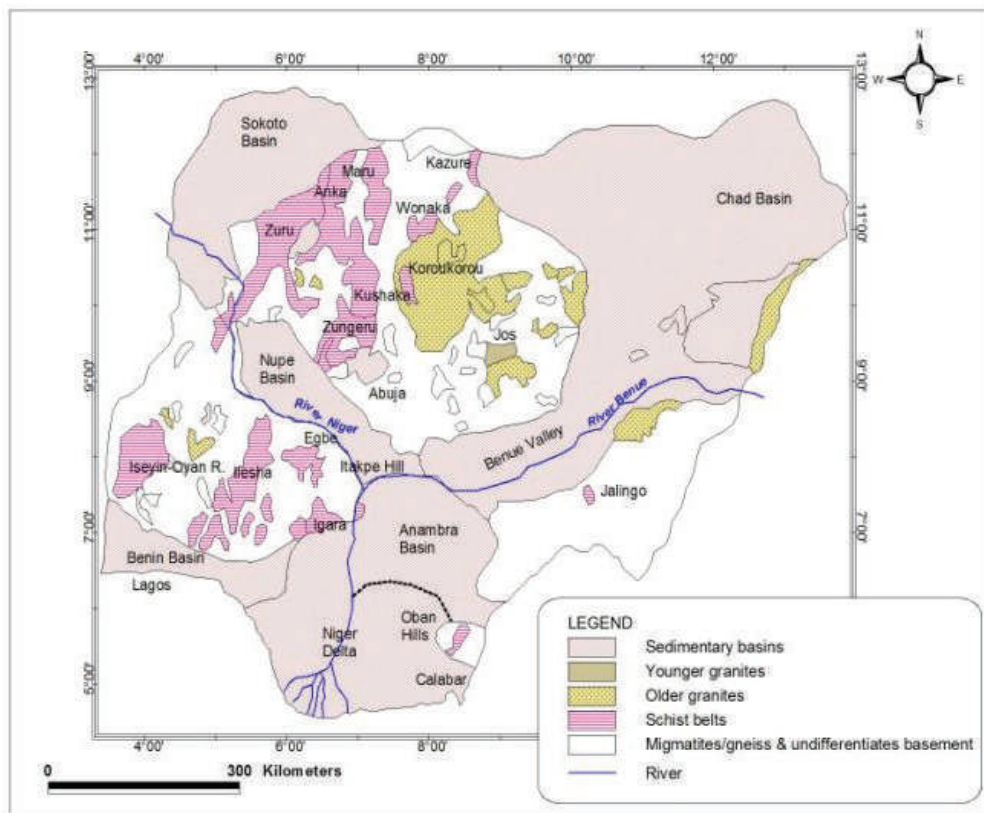 N
W E
S
4°00' 6°00' 8°00' 10°00' 12°00'
13°00'
13°00'
Sokoto
Basin
Maru
Kazure
Anka
Chad Basin
Wonaka
11°00'
11°00'
Zuru
Koroukorou
Kushaka
Zungeru
Jos
Nupe
Basin
9°00'
9°00'
Abuja
River Niger
River Benue
Egbe
Benue Valley
Itakpe Hill
Iseyin-Oyan R.
Ilesha
Jalingo
7°00'
7°00'
Igara
Anambra
Basin
Benin Basin
Lagos
Oban
Hills
Niger
Delta
Calabar
5°00'
4°00' 6°00' 8°00'
LEGEND
Sedimentary basins
Younger granites
Older granites
Schist belts
Migmatites/gneiss & undifferentiates basement
River
0 300 Kilometers